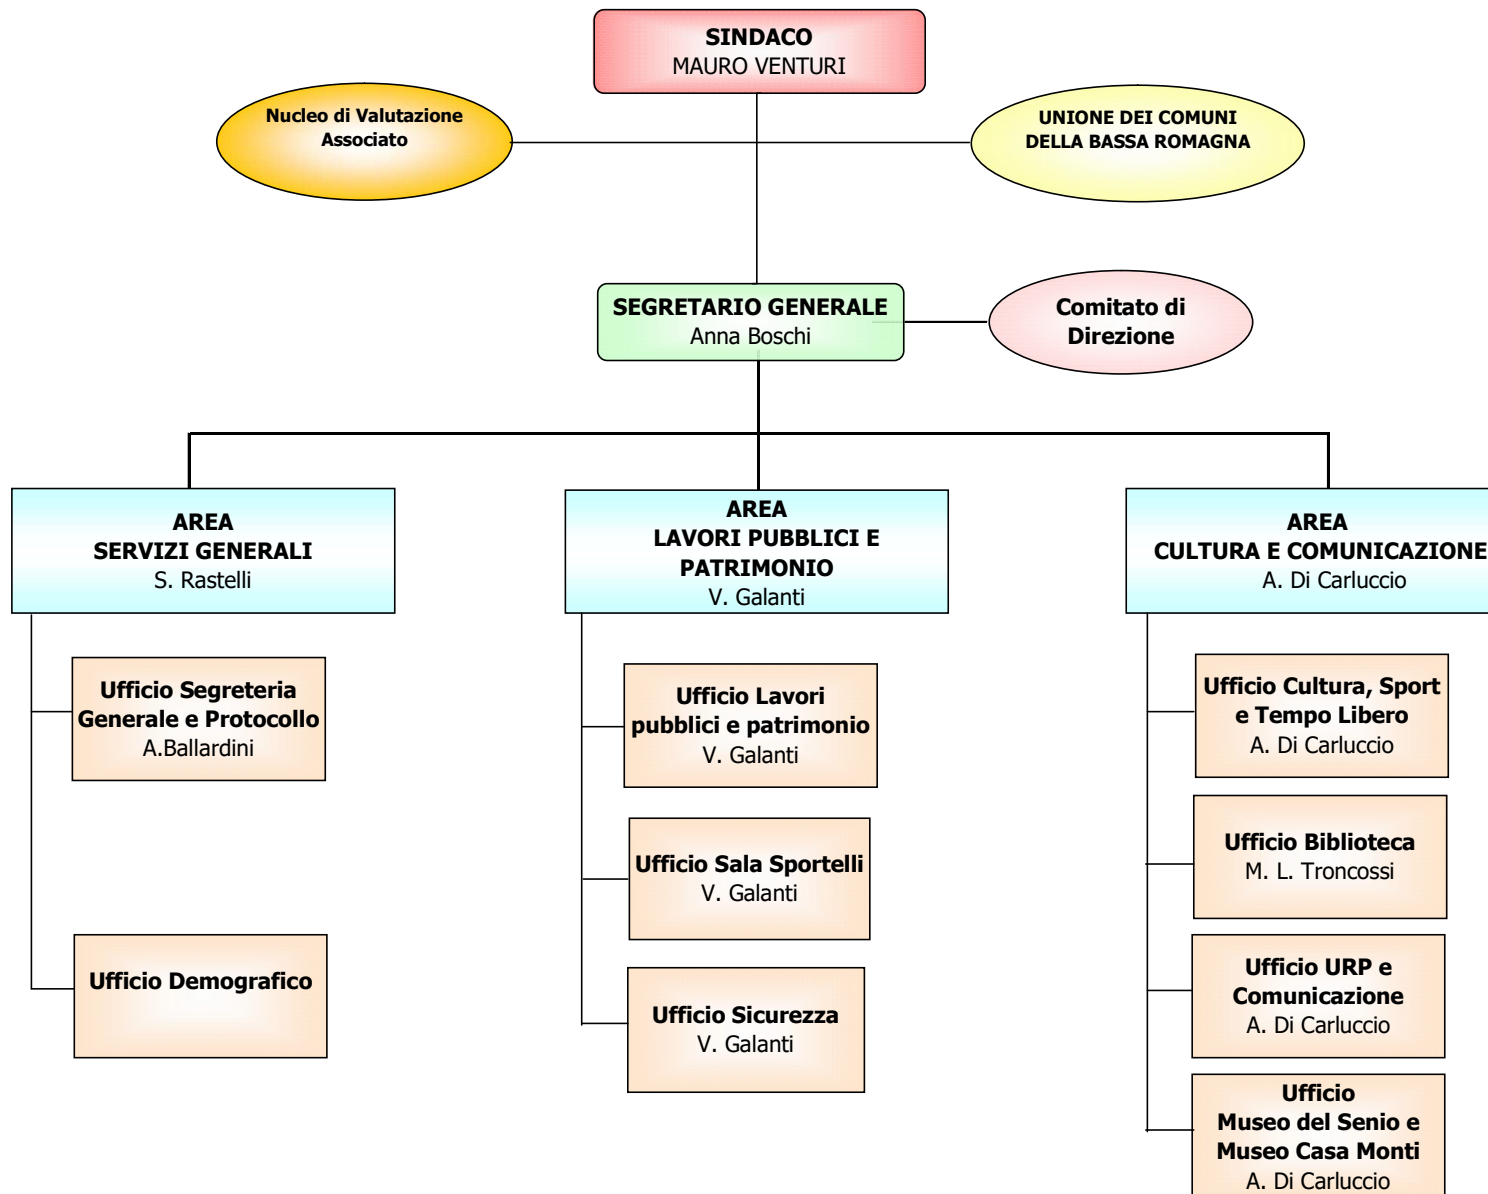 SINDACO
MAURO VENTURI
Nucleo di Valutazione
Associato
UNIONE DEI COMUNI
DELLA BASSA ROMAGNA
SEGRETARIO GENERALE
Anna Boschi
Comitato di
Direzione
AREA
SERVIZI GENERALI
S. Rastelli
AREA
LAVORI PUBBLICI E
PATRIMONIO
V. Galanti
AREA
CULTURA E COMUNICAZIONE
A. Di Carluccio
Ufficio Segreteria
Generale e Protocollo
A.Ballardini
Ufficio Demografico
Ufficio Lavori
pubblici e patrimonio
V. Galanti
Ufficio Sala Sportelli
V. Galanti
Ufficio Sicurezza
V. Galanti
Ufficio Cultura, Sport
e Tempo Libero
A. Di Carluccio
Ufficio Biblioteca
M. L. Troncossi
Ufficio URP e
Comunicazione
A. Di Carluccio
Ufficio
Museo del Senio e
Museo Casa Monti
A. Di Carluccio